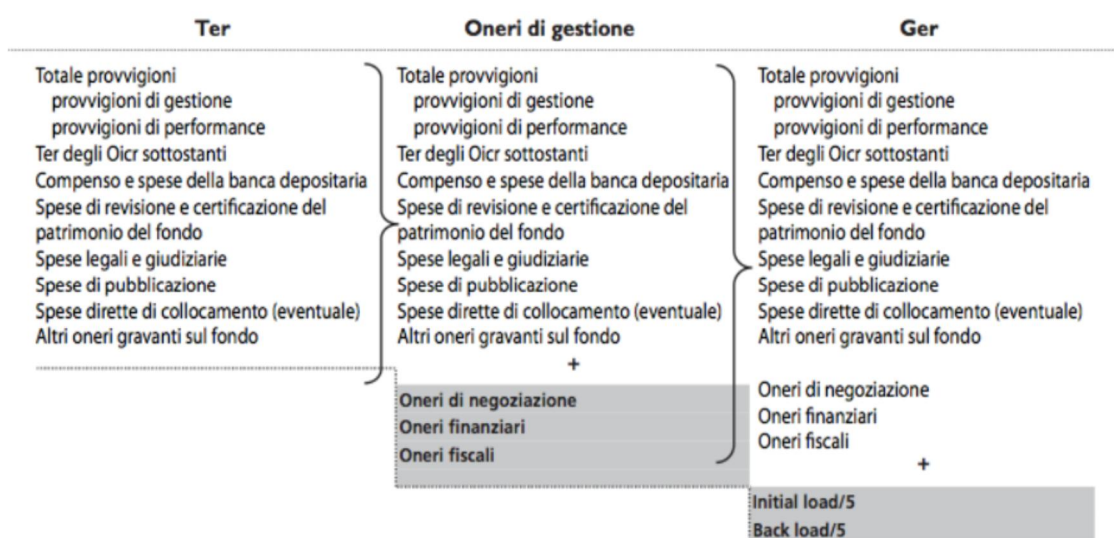 Ter
Totale provvigioni
provvigioni di gestione
provvigioni di performance
Ter degli Oicr sottostanti
Compenso e spese della banca depositaria
Spese di revisione e certificazione del
patrimonio del fondo
Spese legali e giudiziarie
Spese di pubblicazione
Spese dirette di collocamento (eventuale)
Altri oneri gravanti sul fondo
Oneri di gestione
Totale provvigioni
provvigioni di gestione
provvigioni di performance
Ter degli Oicr sottostanti
Compenso e spese della banca depositaria
Spese di revisione e certificazione del
patrimonio del fondo
Spese legali e giudiziarie
Spese di pubblicazione
Spese dirette di collocamento (eventuale)
Altri oneri gravanti sul fondo
+
Oneri di negoziazione
Oneri finanziari
Oneri fiscali
Ger
Totale provvigioni
provvigioni di gestione
provvigioni di performance
Ter degli Oicr sottostanti
Compenso e spese della banca depositaria
Spese di revisione e certificazione del
patrimonio del fondo
Spese legali e giudiziarie
Spese di pubblicazione
Spese dirette di collocamento (eventuale)
Altri oneri gravanti sul fondo
Oneri di negoziazione
Oneri finanziari
Oneri fiscali
+
Initial load/5
Back load/5